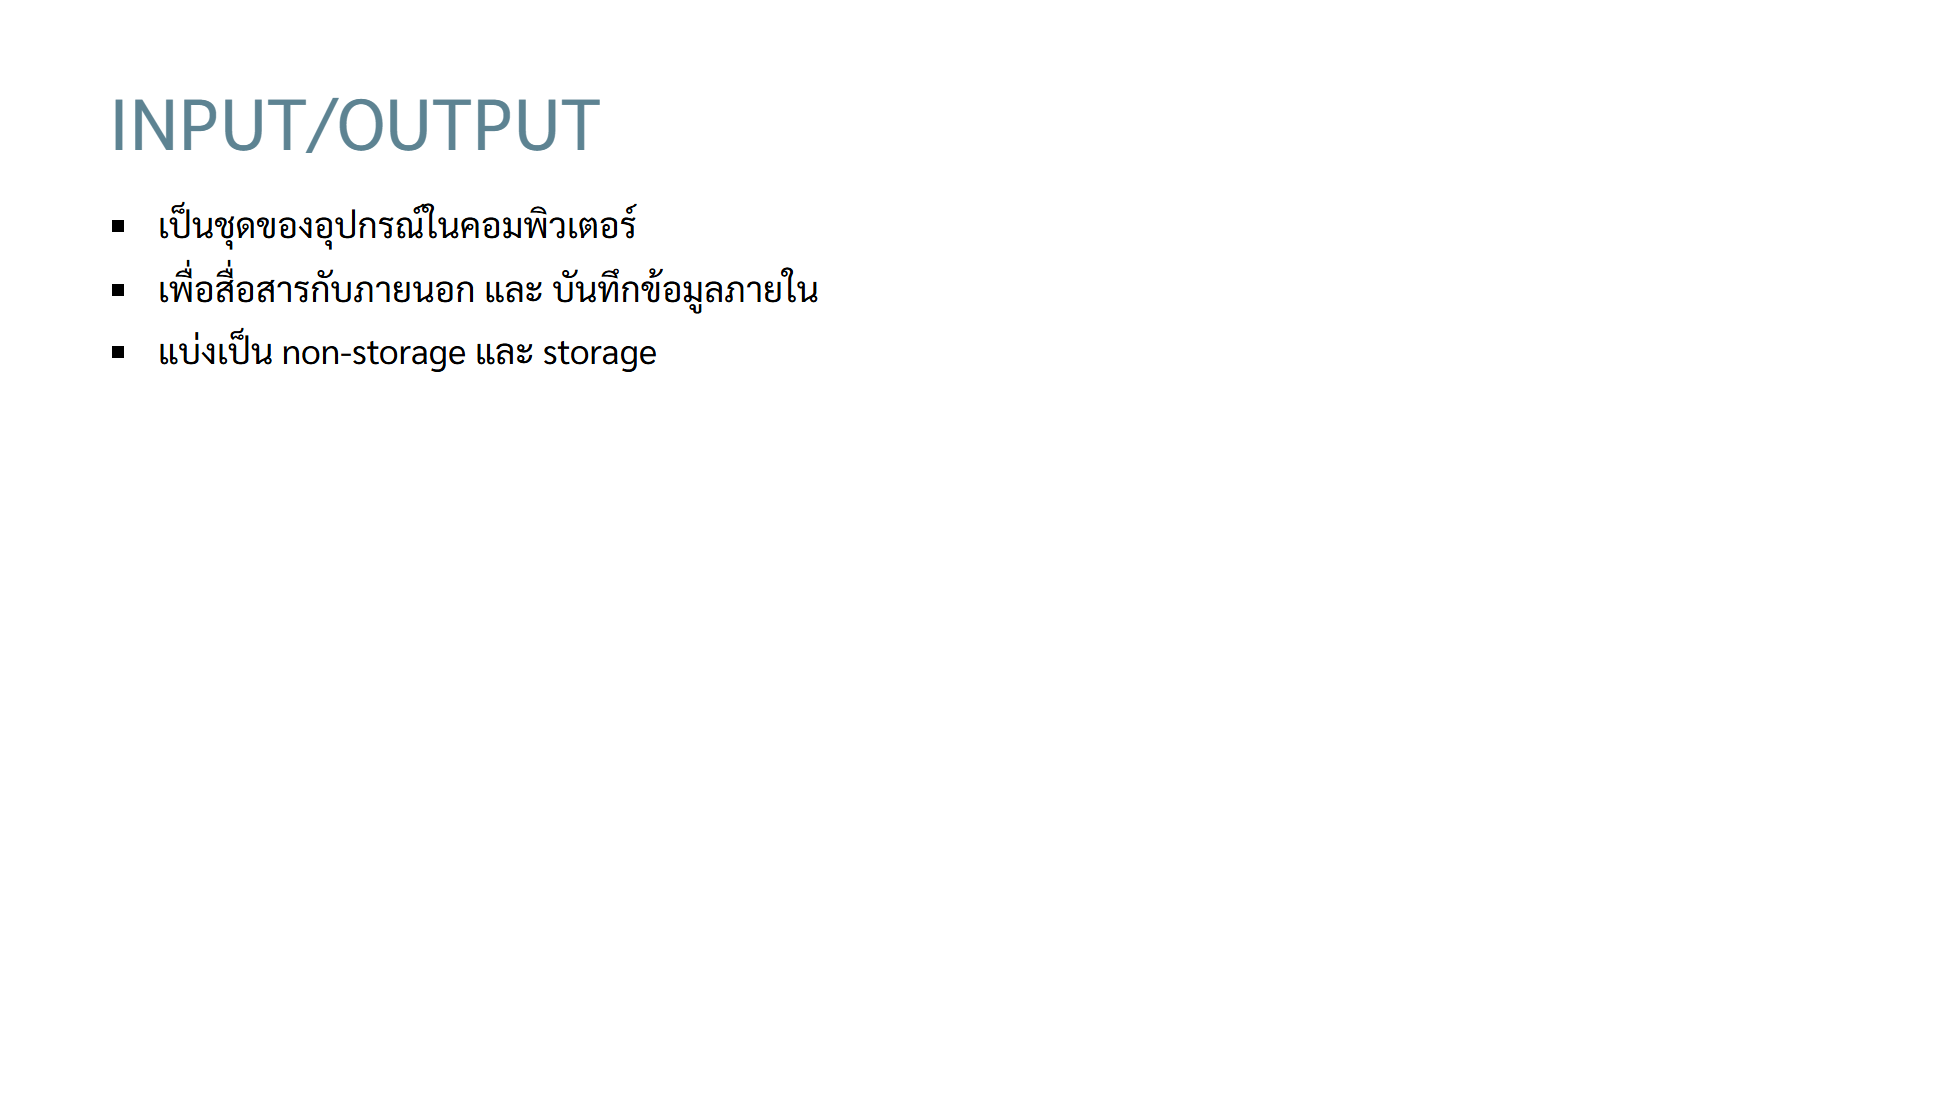 INPUT/OUTPUT
▪ เป็นชุดของอุปกรณ์ในคอมพิวเตอร์
▪ เพื่อสื่อสารกับภายนอก และ บันทึกข้อมูลภายใน
▪ แบ่งเป็น non-storage และ storage